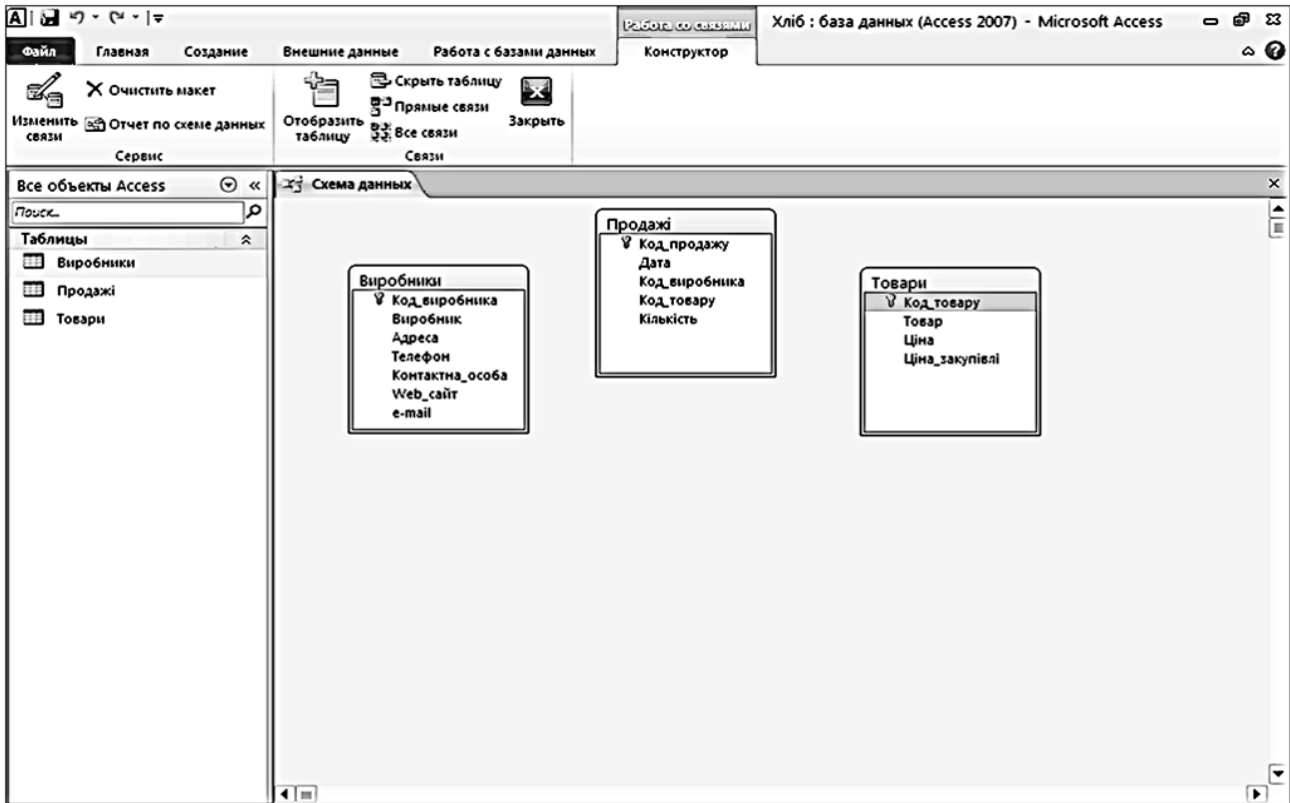 Работа со связями
Хліб : база данных (Access 2007) - Microsoft Access
Файл Главная Создание Внешние данные Работа с базами данных Конструктор
Изменить связи
Очистить макет
Отчет по схеме данных
Сервис
Отобразить таблицу
Скрыть таблицу
Прямые связи
Все связи
Закрыть
Связи
Все объекты Access
Поиск...
Таблицы
Виробники
Продажі
Товари
Схема данных
Виробники
Код_виробника
Виробник
Адреса
Телефон
Контактна_особа
Web_сайт
e-mail
Продажі
Код_продажу
Дата
Код_виробника
Код_товару
Кількість
Товари
Код_товару
Товар
Ціна
Ціна_закупівлі